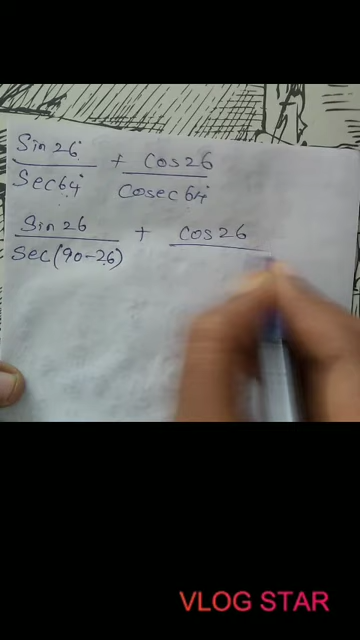 Sin 26° + Cos 26
Sec 64° Cosec 64°
Sin 26 + Cos 26
Sec (90-26)
VLOG STAR